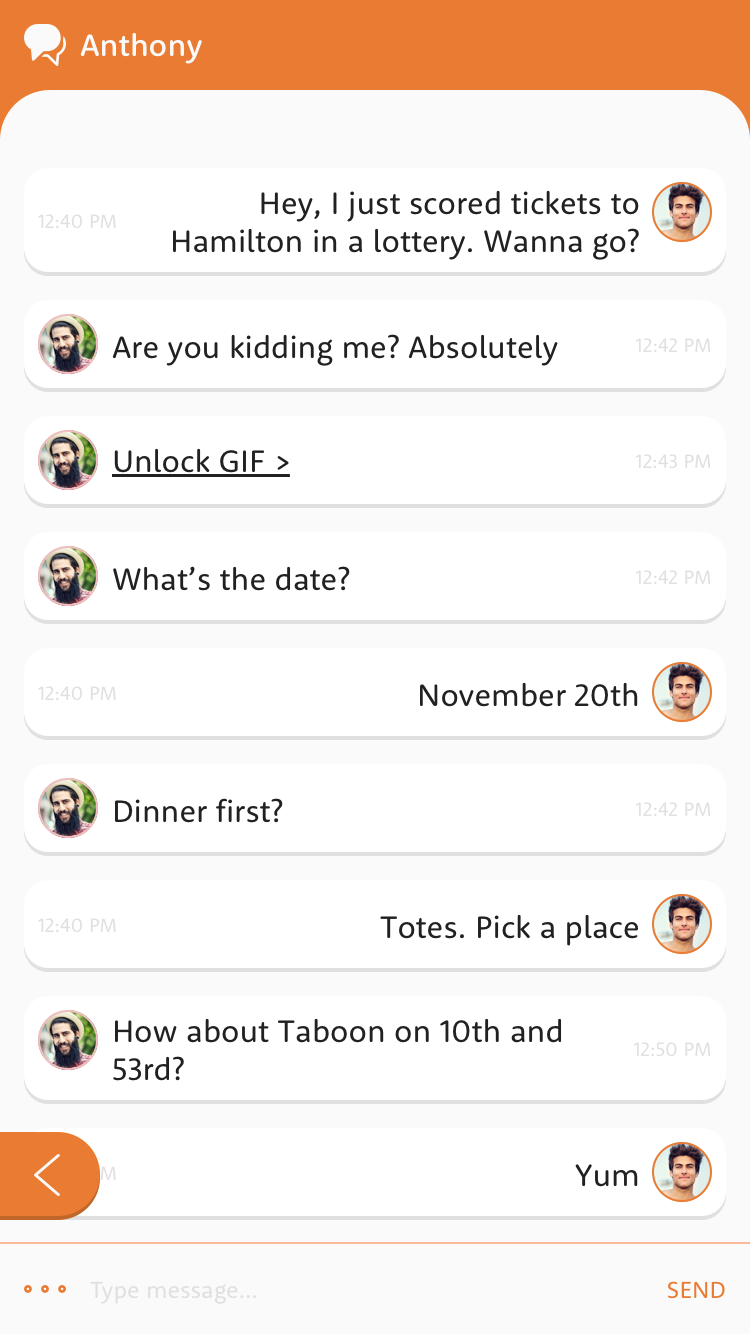 Anthony
12:40 PM
Hey, I just scored tickets to
Hamilton in a lottery. Wanna go?
Are you kidding me? Absolutely
12:42 PM
Unlock GIF >
12:43 PM
What’s the date?
12:42 PM
12:40 PM
November 20th
Dinner first?
12:42 PM
12:40 PM
Totes. Pick a place
How about Taboon on 10th and
53rd?
12:50 PM
M
Yum
Type message...
SEND